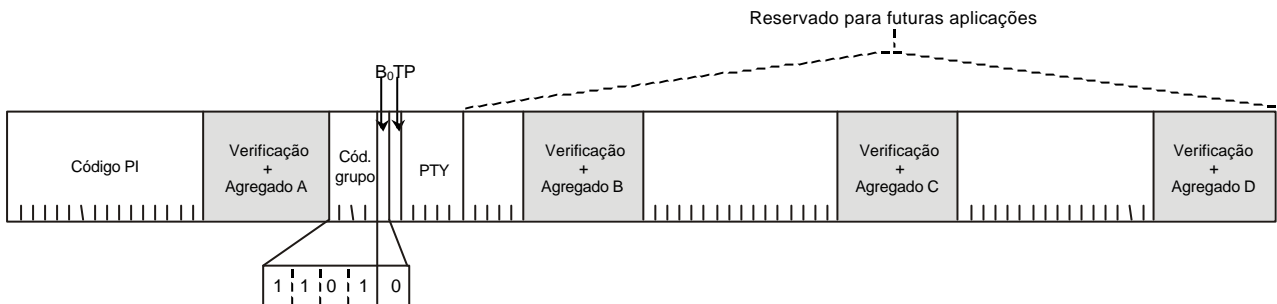 Reservado para futuras aplicações
B₀TP
Código PI
Verificação
+
Agregado A
Cód.
grupo
PTY
Verificação
+
Agregado B
Verificação
+
Agregado C
Verificação
+
Agregado D
1 1 0 1 0